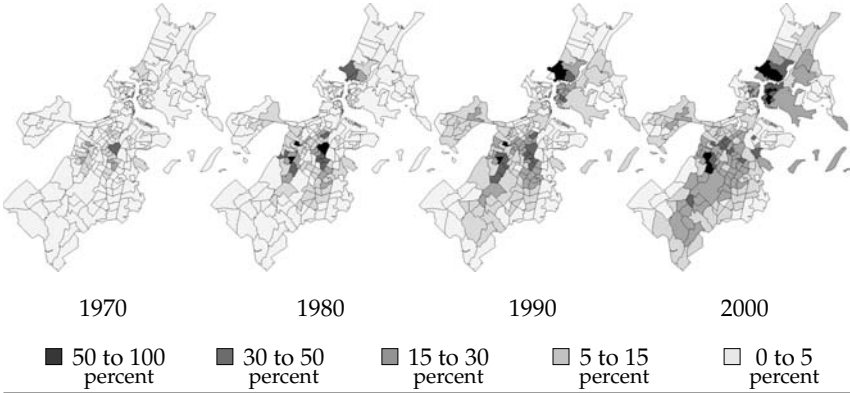 1970 1980 1990 2000
50 to 100 30 to 50 15 to 30 5 to 15 0 to 5
percent percent percent percent percent